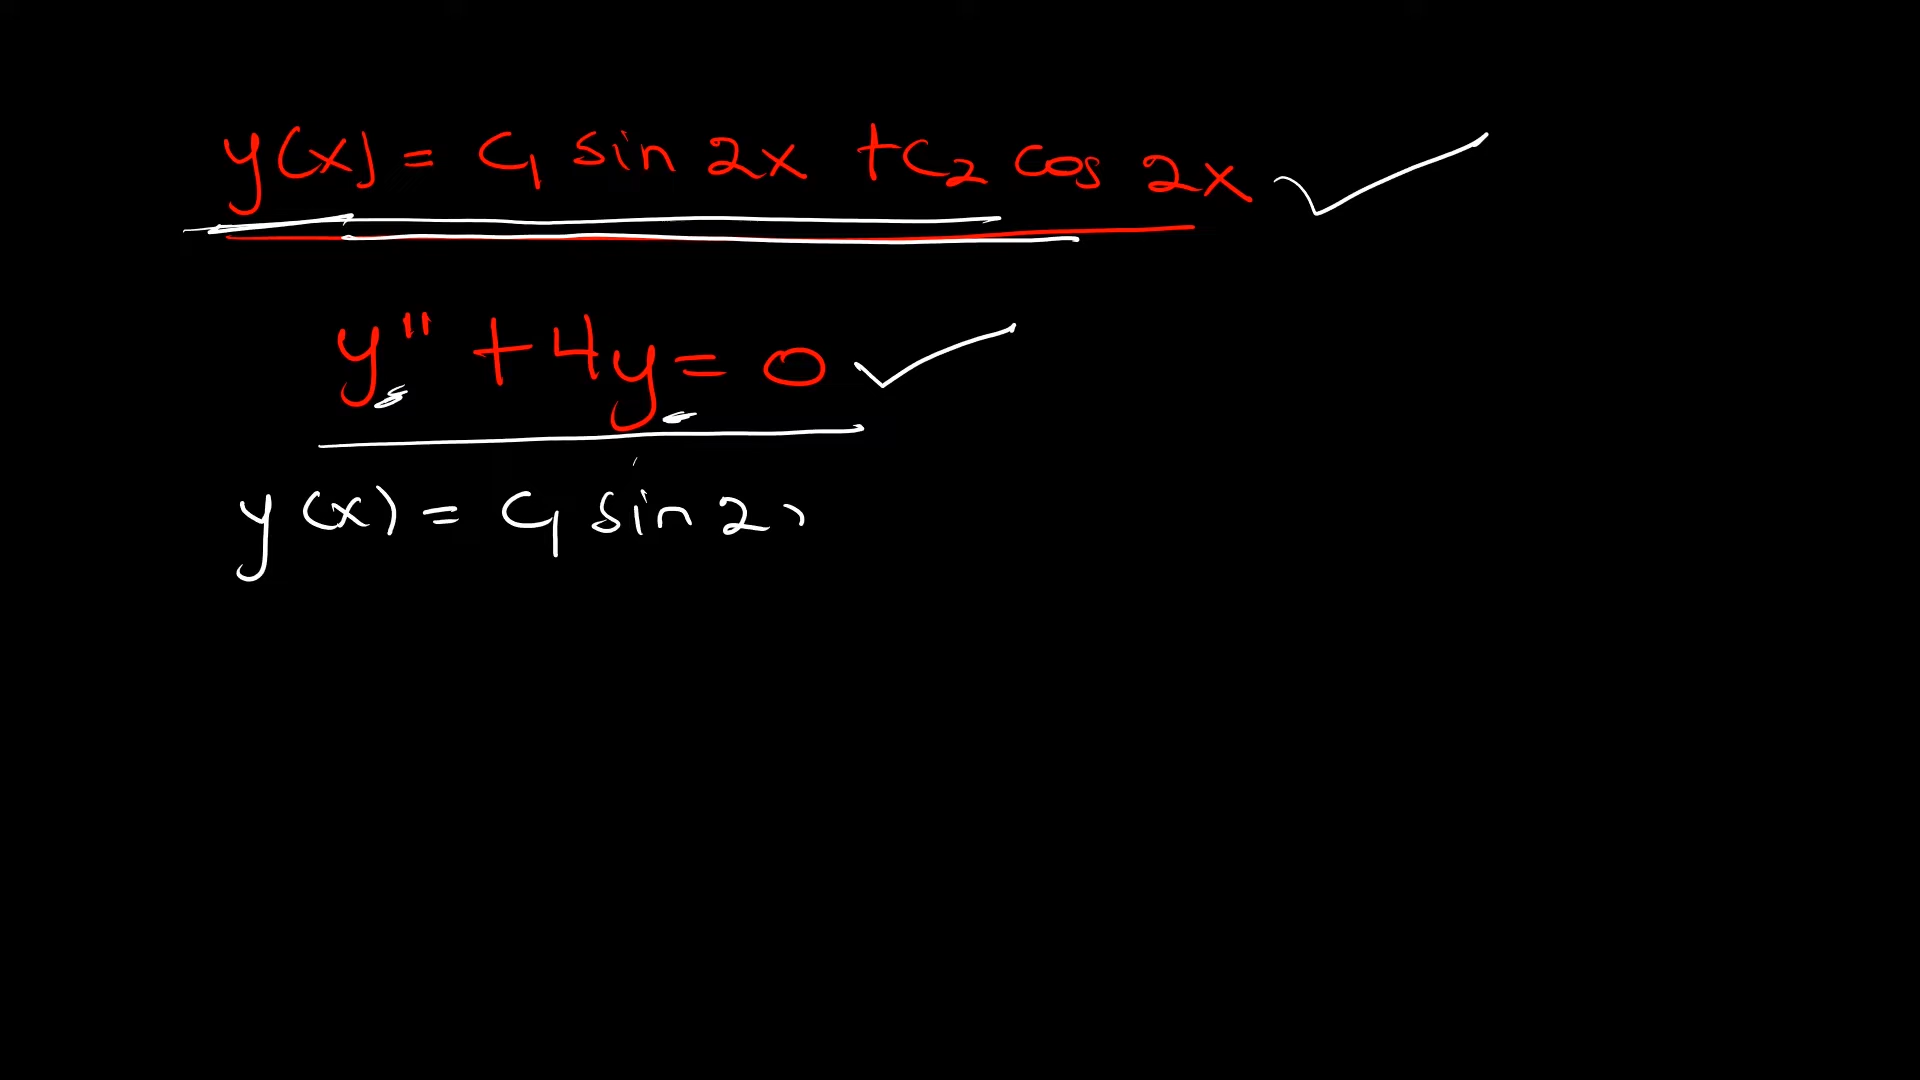 y(x) = C₁ sin 2x + C₂ cos 2x
y'' + 4y = 0
y(x) = C₁ sin 2